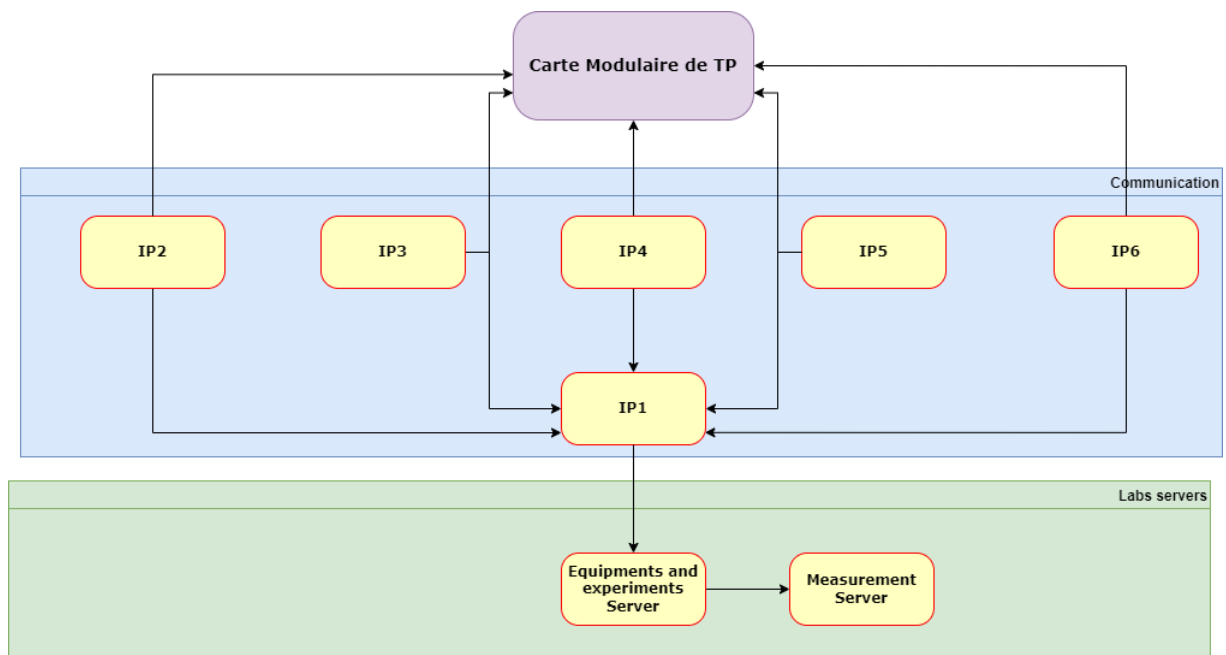 Carte Modulaire de TP
Communication
IP2
IP3
IP4
IP5
IP6
IP1
Labs servers
Equipments and
experiments
Server
Measurement
Server